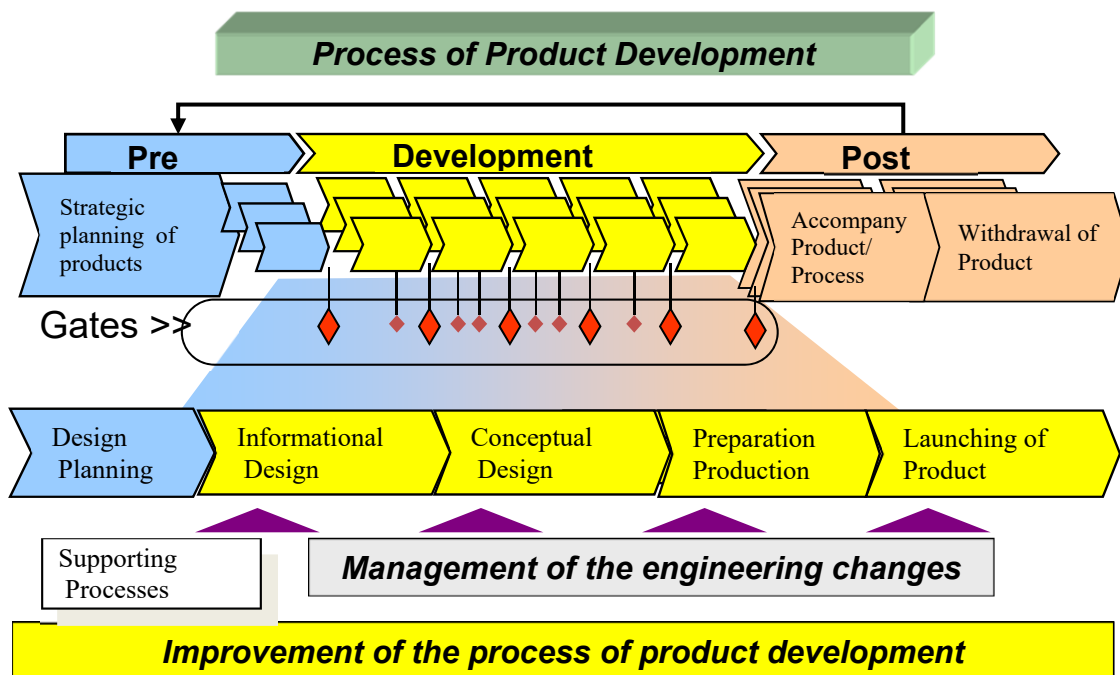 Process of Product Development
Pre
Development
Post
Strategic
planning of
products
Accompany
Product/
Process
Withdrawal of
Product
Gates >>
Design
Planning
Informational
Design
Conceptual
Design
Preparation
Production
Launching of
Product
Supporting
Processes
Management of the engineering changes
Improvement of the process of product development